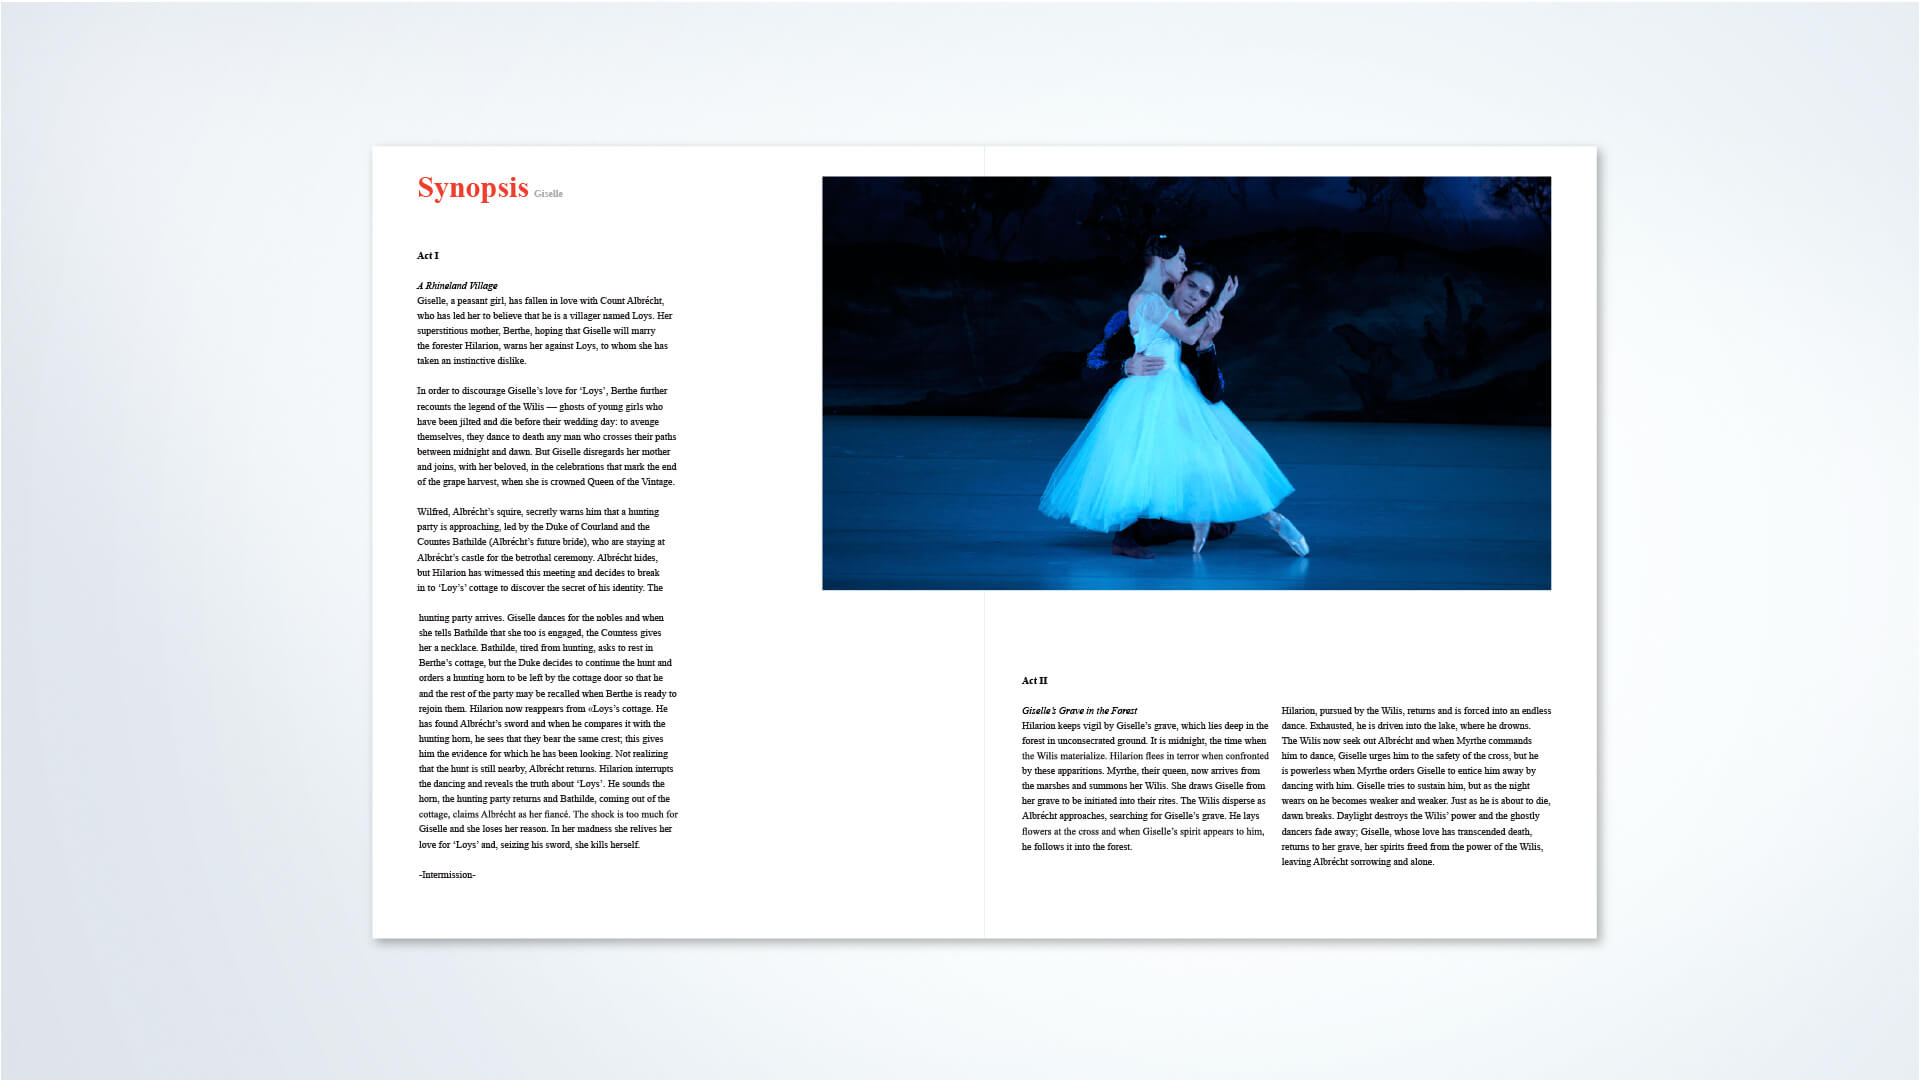 Synopsis Giselle
Act I
A Rhineland Village
Giselle, a peasant girl, has fallen in love with Count Albrécht,
who has led her to believe that he is a villager named Loys. Her
superstitious mother, Berthe, hoping that Giselle will marry
the forester Hilarion, warns her against Loys, to whom she has
taken an instinctive dislike.
In order to discourage Giselle’s love for ‘Loys’, Berthe further
recounts the legend of the Wilis — ghosts of young girls who
have been jilted and die before their wedding day: to avenge
themselves, they dance to death any man who crosses their paths
between midnight and dawn. But Giselle disregards her mother
and joins, with her beloved, in the celebrations that mark the end
of the grape harvest, when she is crowned Queen of the Vintage.
Wilfred, Albrécht’s squire, secretly warns him that a hunting
party is approaching, led by the Duke of Courland and the
Countes Bathilde (Albrécht’s future bride), who are staying at
Albrécht’s castle for the betrothal ceremony. Albrécht hides,
but Hilarion has witnessed this meeting and decides to break
in to ‘Loy’s’ cottage to discover the secret of his identity. The
hunting party arrives. Giselle dances for the nobles and when
she tells Bathilde that she too is engaged, the Countess gives
her a necklace. Bathilde, tired from hunting, asks to rest in
Berthe’s cottage, but the Duke decides to continue the hunt and
orders a hunting horn to be left by the cottage door so that he
and the rest of the party may be recalled when Berthe is ready to
rejoin them. Hilarion now reappears from «Loys’s cottage. He
has found Albrécht’s sword and when he compares it with the
hunting horn, he sees that they bear the same crest; this gives
him the evidence for which he has been looking. Not realizing
that the hunt is still nearby, Albrécht returns. Hilarion interrupts
the dancing and reveals the truth about ‘Loys’. He sounds the
horn, the hunting party returns and Bathilde, coming out of the
cottage, claims Albrécht as her fiancé. The shock is too much for
Giselle and she loses her reason. In her madness she relives her
love for ‘Loys’ and, seizing his sword, she kills herself.
-Intermission-
Act II
Giselle’s Grave in the Forest
Hilarion keeps vigil by Giselle’s grave, which lies deep in the
forest in unconsecrated ground. It is midnight, the time when
the Wilis materialize. Hilarion flees in terror when confronted
by these apparitions. Myrthe, their queen, now arrives from
the marshes and summons her Wilis. She draws Giselle from
her grave to be initiated into their rites. The Wilis disperse as
Albrécht approaches, searching for Giselle’s grave. He lays
flowers at the cross and when Giselle’s spirit appears to him,
he follows it into the forest.
Hilarion, pursued by the Wilis, returns and is forced into an endless
dance. Exhausted, he is driven into the lake, where he drowns.
The Wilis now seek out Albrécht and when Myrthe commands
him to dance, Giselle urges him to the safety of the cross, but he
is powerless when Myrthe orders Giselle to entice him away by
dancing with him. Giselle tries to sustain him, but as the night
wears on he becomes weaker and weaker. Just as he is about to die,
dawn breaks. Daylight destroys the Wilis’ power and the ghostly
dancers fade away; Giselle, whose love has transcended death,
returns to her grave, her spirits freed from the power of the Wilis,
leaving Albrécht sorrowing and alone.